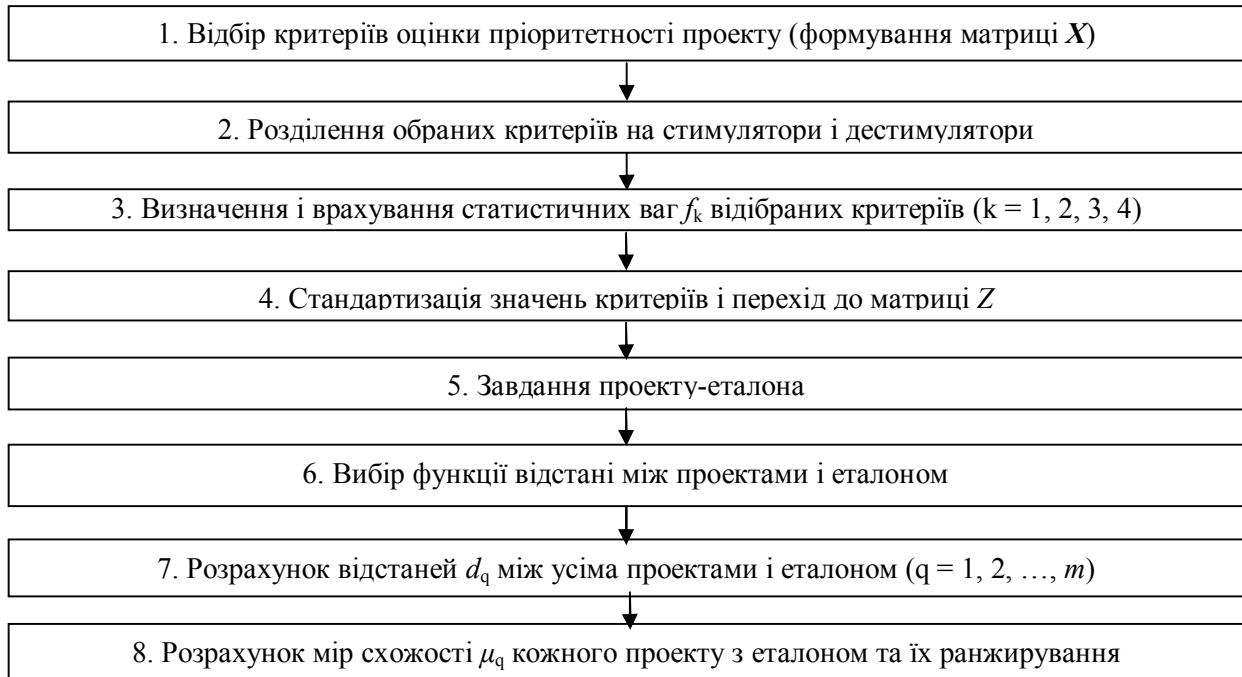 1. Відбір критеріїв оцінки пріоритетності проекту (формування матриці X)
2. Розділення обраних критеріїв на стимулятори і дестимулятори
3. Визначення і врахування статистичних ваг fk відібраних критеріїв (k = 1, 2, 3, 4)
4. Стандартизація значень критеріїв і перехід до матриці Z
5. Завдання проекту-еталона
6. Вибір функції відстані між проектами і еталоном
7. Розрахунок відстаней dq між усіма проектами і еталоном (q = 1, 2, …, m)
8. Розрахунок мір схожості μq кожного проекту з еталоном та їх ранжирування